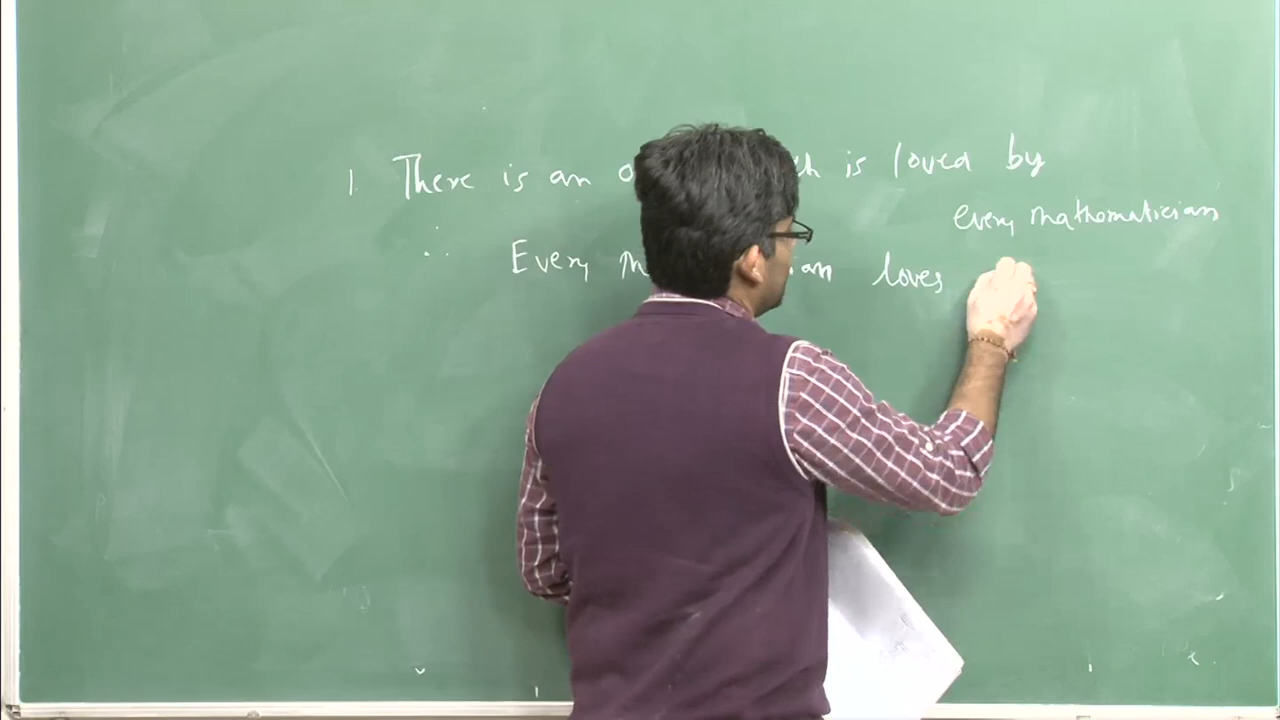 1. There is an is loved by
every mathematician
∴ Every loves